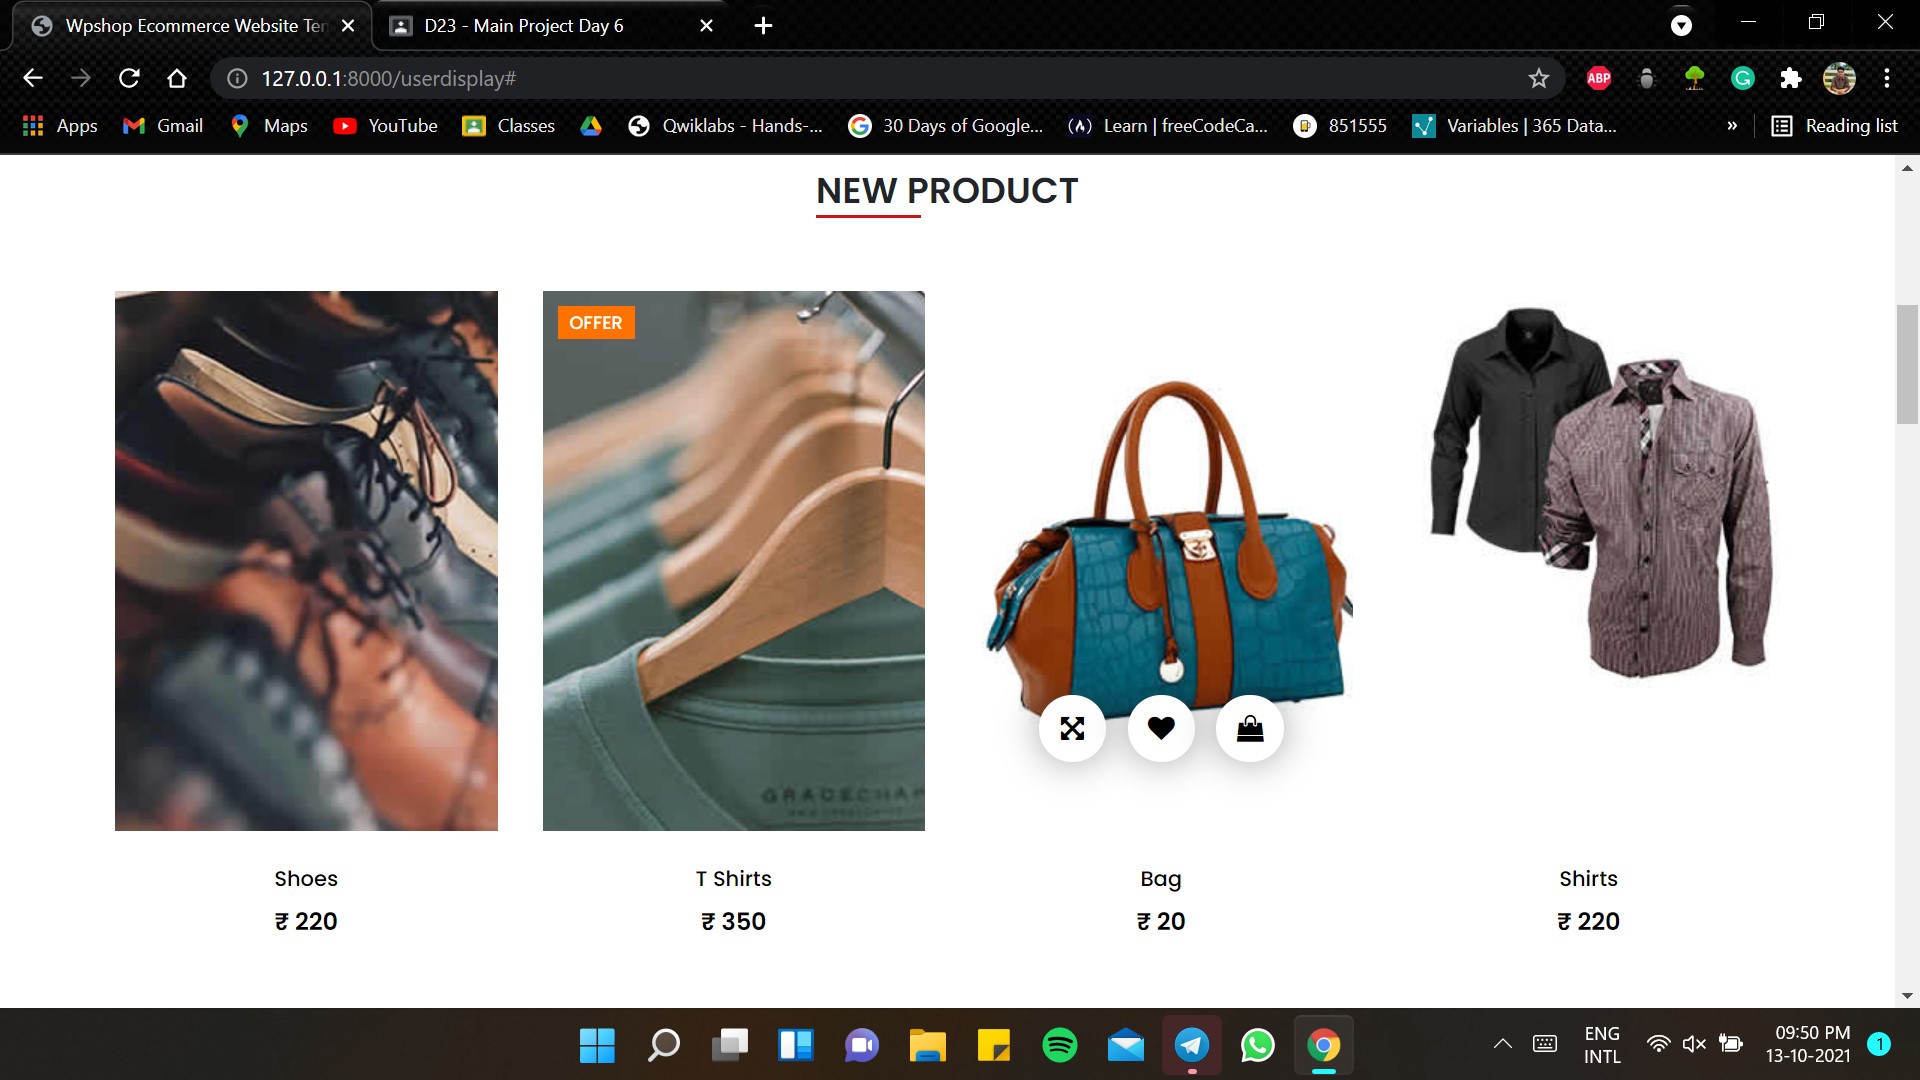 Wpshop Ecommerce Website Ten
D23 - Main Project Day 6
127.0.0.1:8000/userdisplay#
ABP
Apps
Gmail
Maps
YouTube
Classes
Qwiklabs - Hands-...
30 Days of Google...
Learn | freeCodeCa...
851555
Variables | 365 Data...
»
Reading list
NEW PRODUCT
OFFER
GRACECHA
Shoes
T Shirts
Bag
Shirts
₹ 220
₹ 350
₹ 20
₹ 220
ENG
INTL
09:50 PM
13-10-2021
1